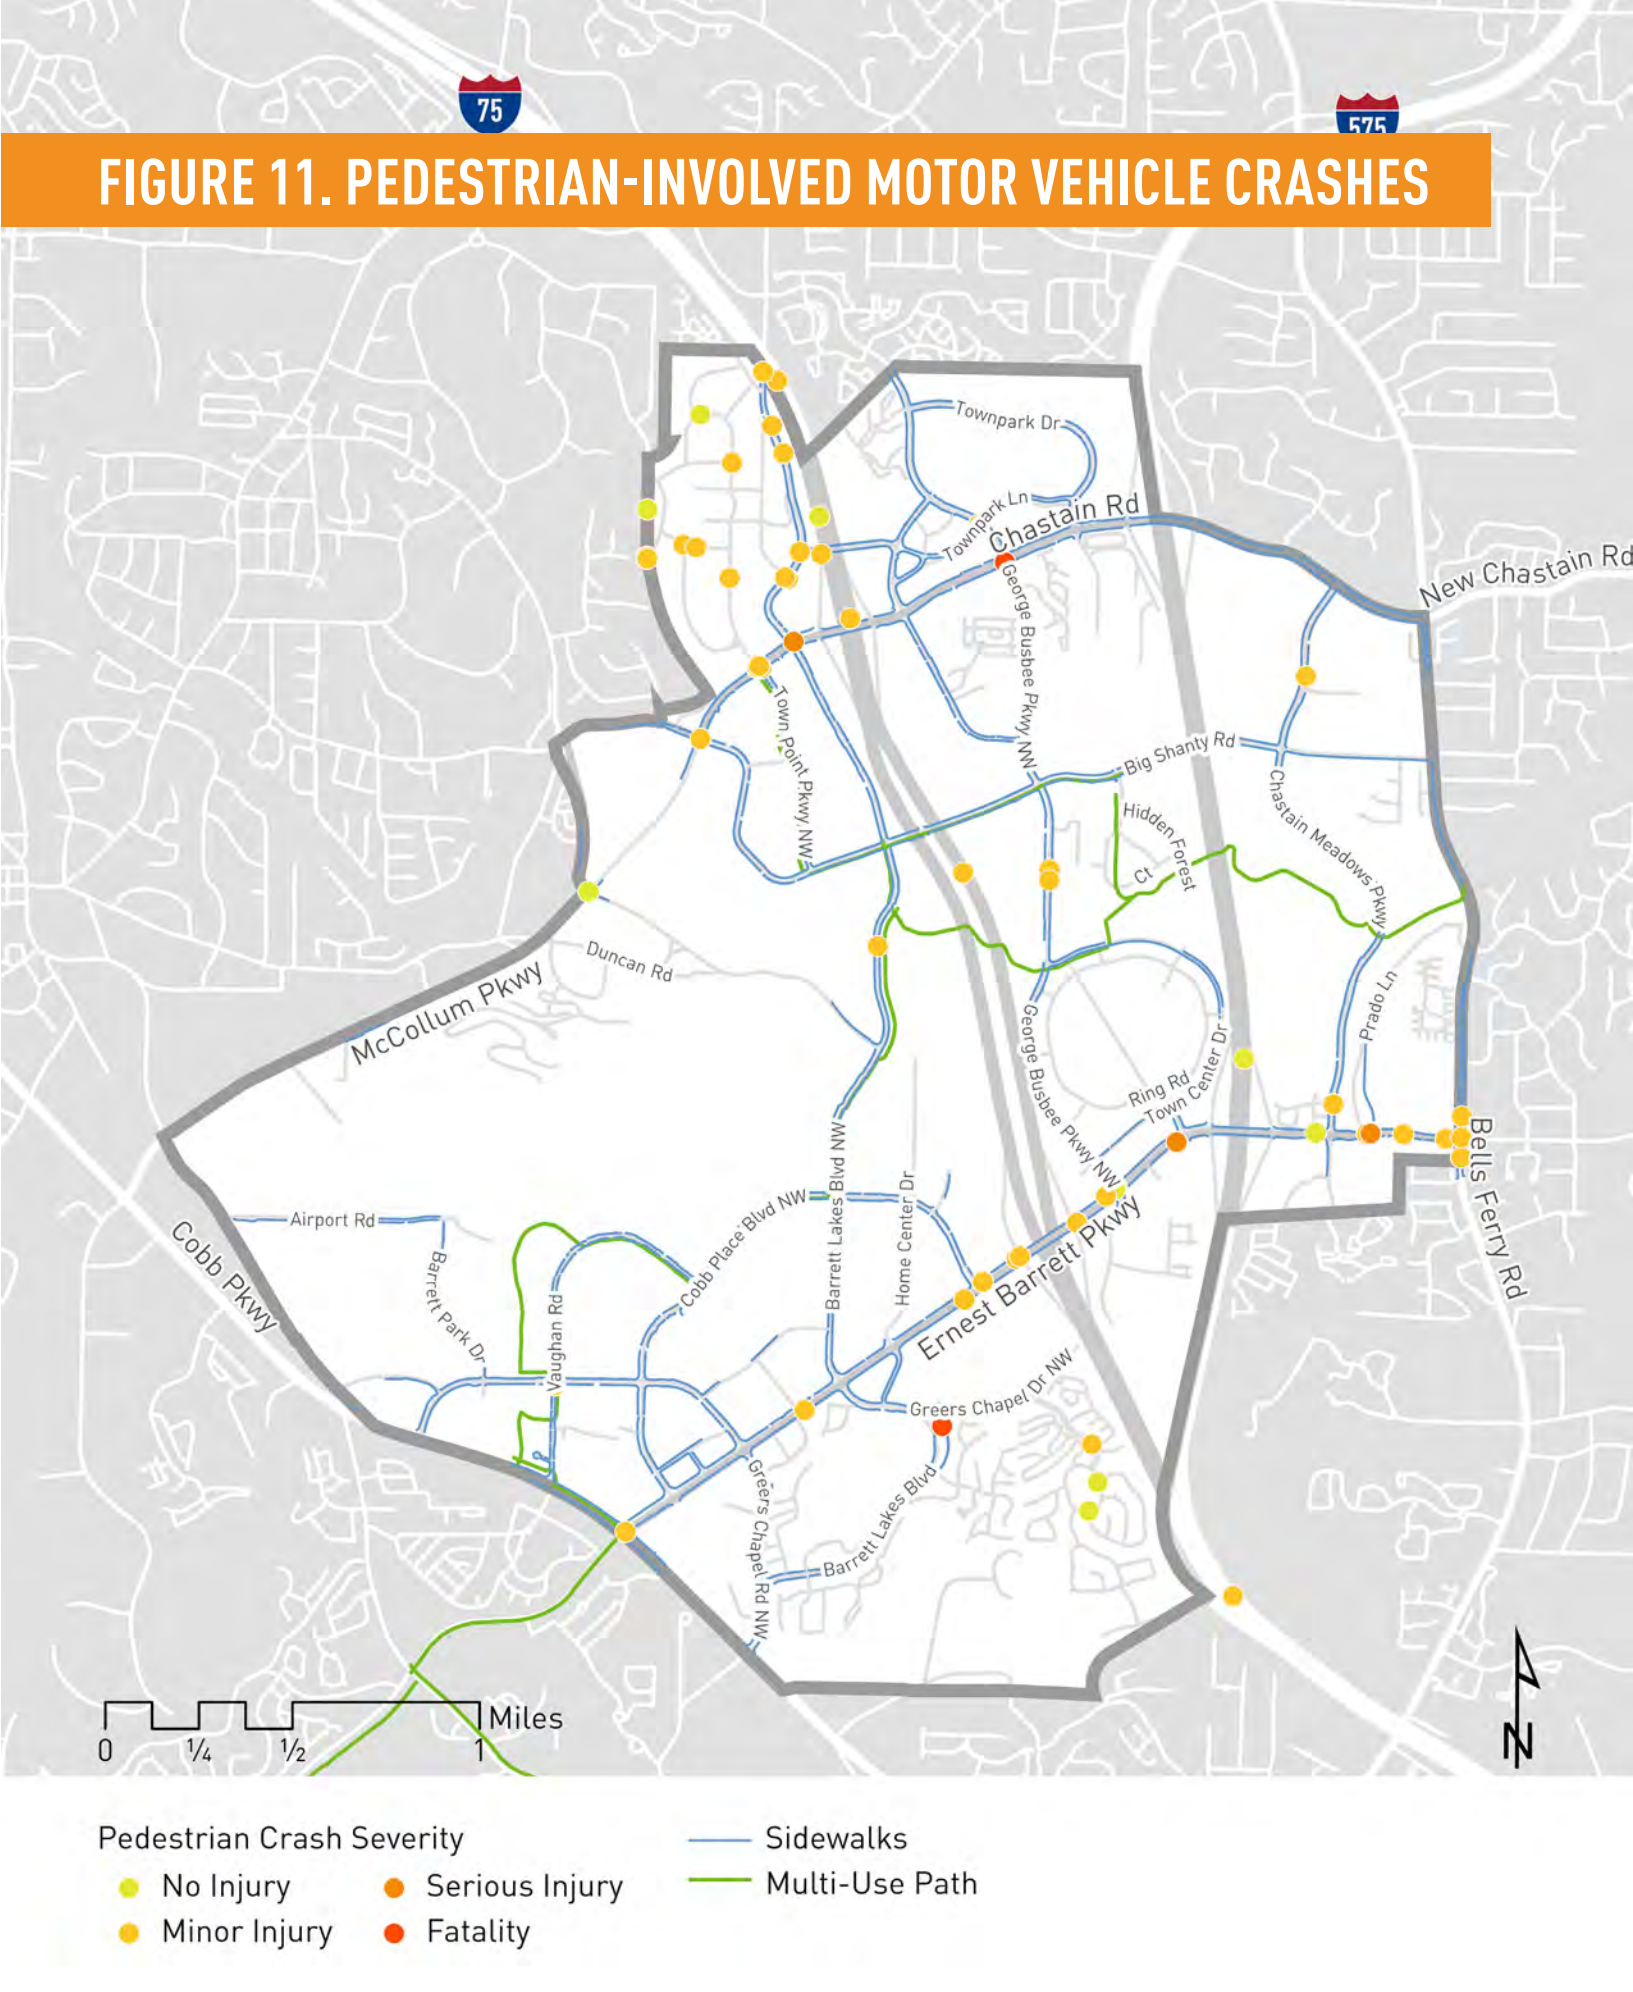 75
575
FIGURE 11. PEDESTRIAN-INVOLVED MOTOR VEHICLE CRASHES
Townpark Dr
Townpark Ln
Chastain Rd
New Chastain Rd
George Busbee Pkwy NW
Town Point Pkwy NW
Big Shanty Rd
Hidden Forest
Ct
Chastain Meadows Pkwy
Duncan Rd
McCollum Pkwy
Prado Ln
George Busbee Pkwy NW
Ring Rd
Town Center Dr
Bells Ferry Rd
Barrett Lakes Blvd NW
Home Center Dr
Cobb Place Blvd NW
Airport Rd
Barrett Park Dr
Cobb Pkwy
Vaughan Rd
Ernest Barrett Pkwy
Greers Chapel Dr NW
Barrett Lakes Blvd
Greers Chapel Rd NW
Miles
0 1/4 1/2 1
N
Pedestrian Crash Severity
No Injury
Minor Injury
Serious Injury
Fatality
Sidewalks
Multi-Use Path